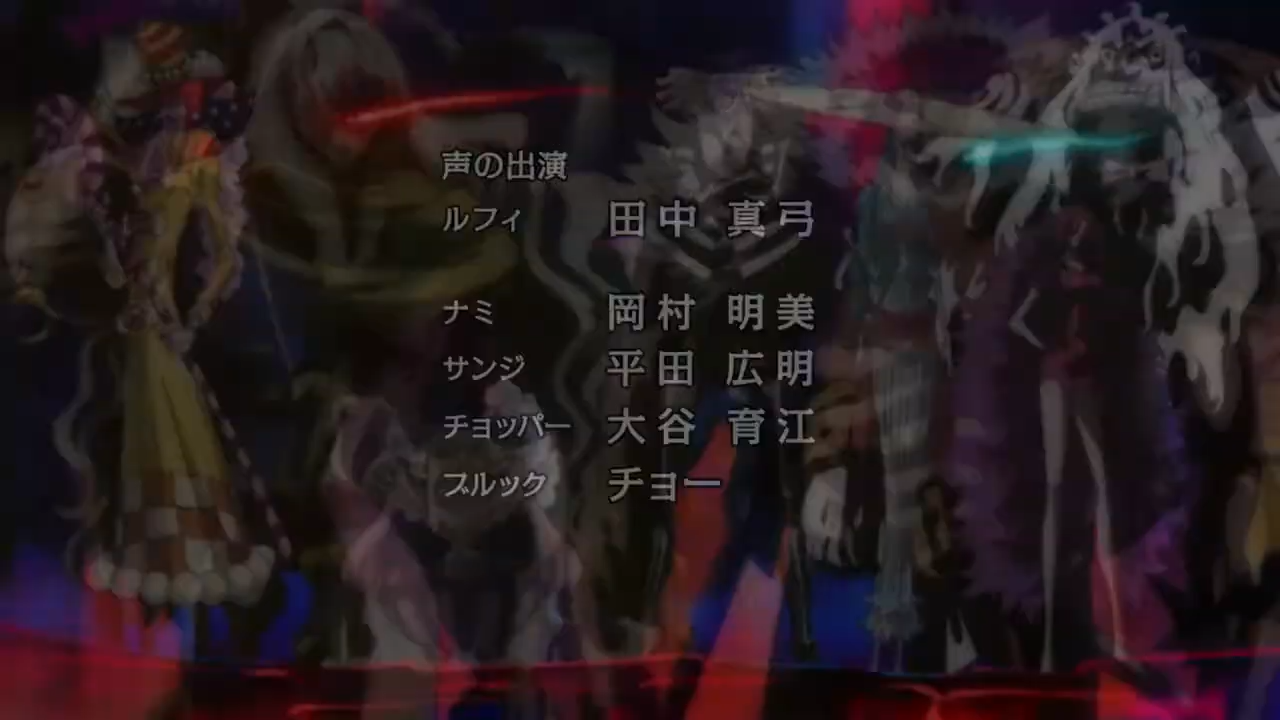 声の出演
ルフィ 田中 真弓
ナミ 岡村 明美
サンジ 平田 広明
チョッパー 大谷 育江
ブルック チョー